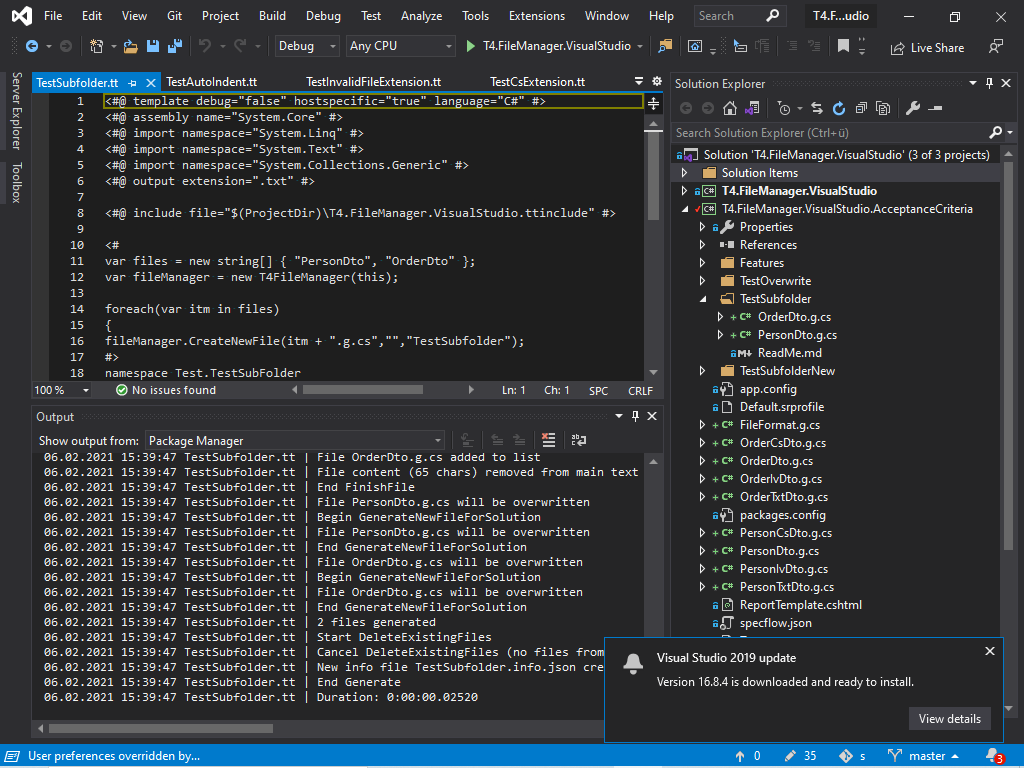 File Edit View Git Project Build Debug Test Analyze Tools Extensions Window Help Search T4.F...udio
Debug Any CPU T4.FileManager.VisualStudio Live Share
Server Explorer
Toolbox
TestSubfolder.tt TestAutoIndent.tt TestInvalidFileExtension.tt TestCsExtension.tt
1 <#@ template debug="false" hostspecific="true" language="C#" #>
2 <#@ assembly name="System.Core" #>
3 <#@ import namespace="System.Linq" #>
4 <#@ import namespace="System.Text" #>
5 <#@ import namespace="System.Collections.Generic" #>
6 <#@ output extension=".txt" #>
7
8 <#@ include file="$(ProjectDir)\T4.FileManager.VisualStudio.ttinclude" #>
9
10 <#
11 var files = new string[] { "PersonDto", "OrderDto" };
12 var fileManager = new T4FileManager(this);
13
14 foreach(var itm in files)
15 {
16 fileManager.CreateNewFile(itm + ".g.cs","","TestSubfolder");
17 #>
18 namespace Test.TestSubFolder
100 % No issues found Ln: 1 Ch: 1 SPC CRLF
Output
Show output from: Package Manager
06.02.2021 15:39:47 TestSubfolder.tt | File OrderDto.g.cs added to list
06.02.2021 15:39:47 TestSubfolder.tt | File content (65 chars) removed from main text
06.02.2021 15:39:47 TestSubfolder.tt | End FinishFile
06.02.2021 15:39:47 TestSubfolder.tt | File PersonDto.g.cs will be overwritten
06.02.2021 15:39:47 TestSubfolder.tt | Begin GenerateNewFileForSolution
06.02.2021 15:39:47 TestSubfolder.tt | File PersonDto.g.cs will be overwritten
06.02.2021 15:39:47 TestSubfolder.tt | End GenerateNewFileForSolution
06.02.2021 15:39:47 TestSubfolder.tt | File OrderDto.g.cs will be overwritten
06.02.2021 15:39:47 TestSubfolder.tt | Begin GenerateNewFileForSolution
06.02.2021 15:39:47 TestSubfolder.tt | File OrderDto.g.cs will be overwritten
06.02.2021 15:39:47 TestSubfolder.tt | End GenerateNewFileForSolution
06.02.2021 15:39:47 TestSubfolder.tt | 2 files generated
06.02.2021 15:39:47 TestSubfolder.tt | Start DeleteExistingFiles
06.02.2021 15:39:47 TestSubfolder.tt | Cancel DeleteExistingFiles (no files from
06.02.2021 15:39:47 TestSubfolder.tt | New info file TestSubfolder.info.json cre
06.02.2021 15:39:47 TestSubfolder.tt | End Generate
06.02.2021 15:39:47 TestSubfolder.tt | Duration: 0:00:00.02520
Solution Explorer
Search Solution Explorer (Ctrl+ü)
Solution 'T4.FileManager.VisualStudio' (3 of 3 projects)
Solution Items
C# T4.FileManager.VisualStudio
C# T4.FileManager.VisualStudio.AcceptanceCriteria
Properties
References
Features
TestOverwrite
TestSubfolder
+ C# OrderDto.g.cs
+ C# PersonDto.g.cs
M↓ ReadMe.md
TestSubfolderNew
app.config
Default.srprofile
+ C# FileFormat.g.cs
+ C# OrderCsDto.g.cs
+ C# OrderDto.g.cs
+ C# OrderIvDto.g.cs
+ C# OrderTxtDto.g.cs
packages.config
+ C# PersonCsDto.g.cs
+ C# PersonDto.g.cs
+ C# PersonIvDto.g.cs
+ C# PersonTxtDto.g.cs
ReportTemplate.cshtml
specflow.json
Visual Studio 2019 update
Version 16.8.4 is downloaded and ready to install.
View details
User preferences overridden by... 0 35 s master 3